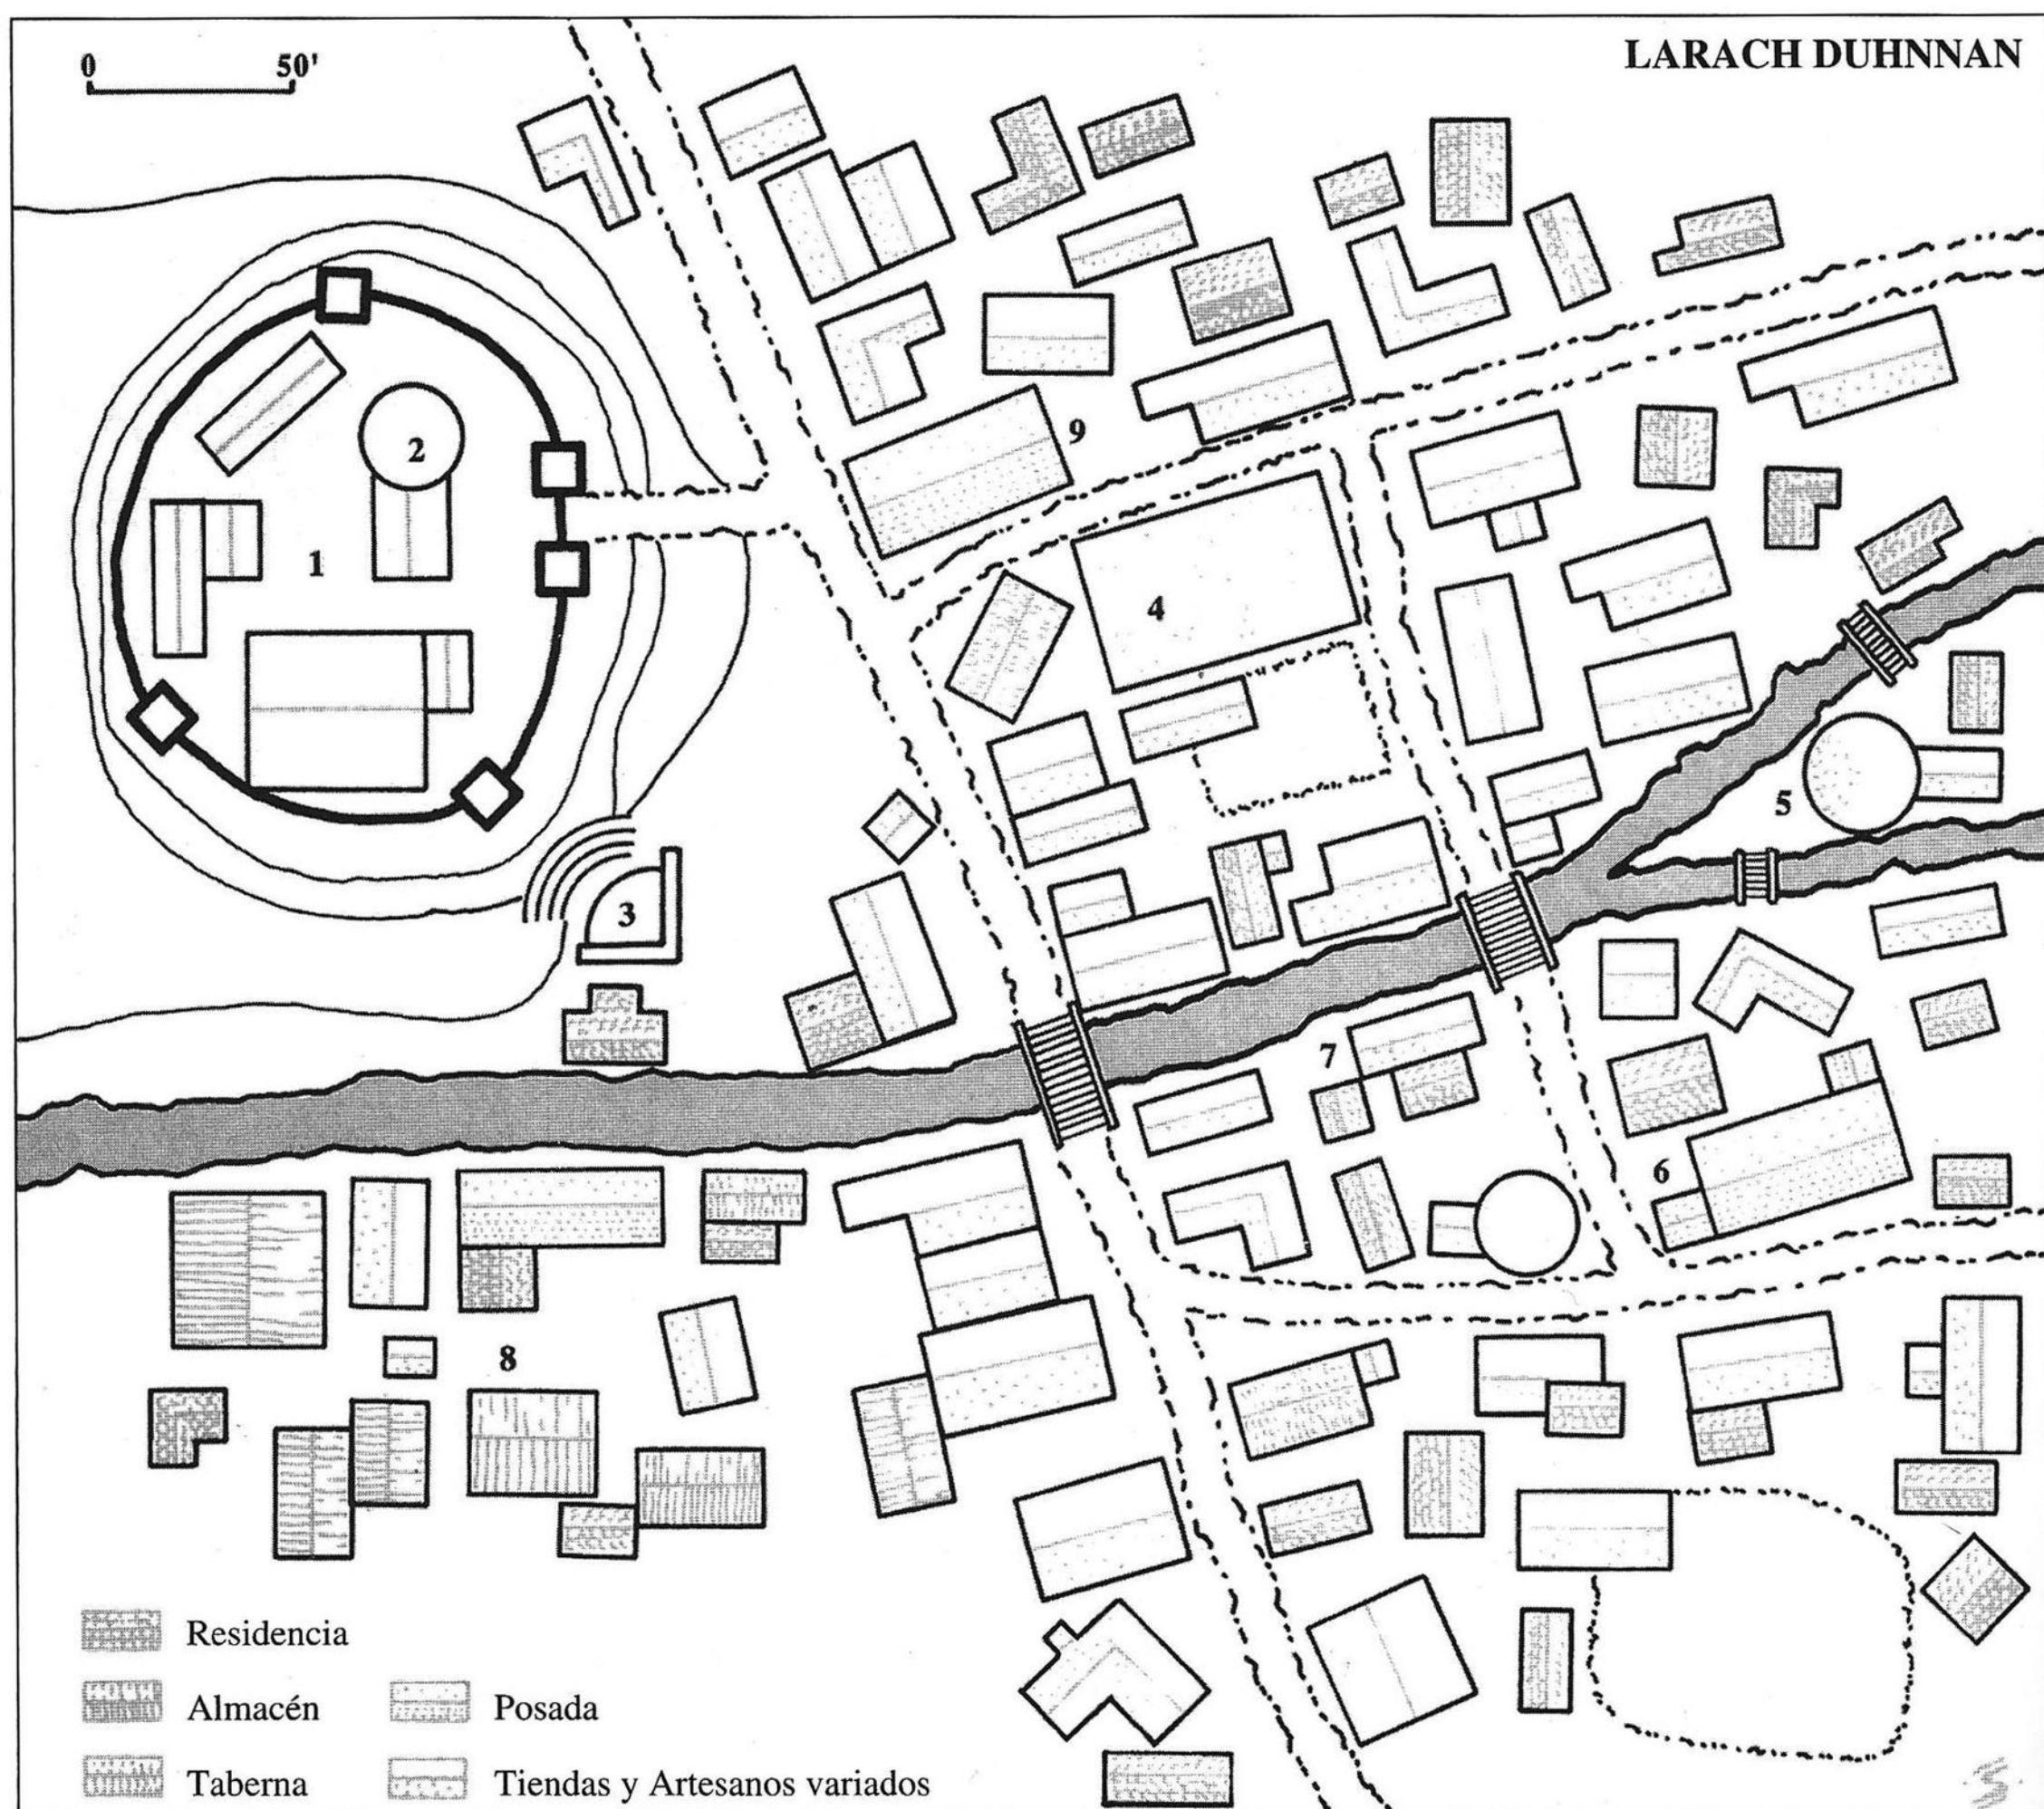 LARACH DUHNNAN
0 50'
1
2
3
4
5
6
7
8
9
Residencia
Almacén
Posada
Taberna
Tiendas y Artesanos variados